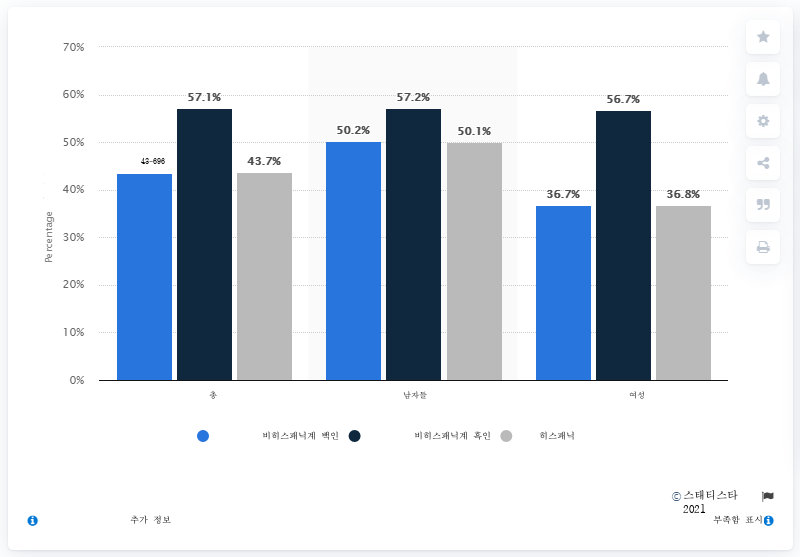 70%
60%
50%
40%
30%
20%
10%
0%
Percentage
43-696
57.1%
43.7%
50.2%
57.2%
50.1%
36.7%
56.7%
36.8%
총
남자들
여성
비히스패닉계 백인
비히스패닉계 흑인
히스패닉
© 스태티스타
2021
추가 정보
부족함 표시